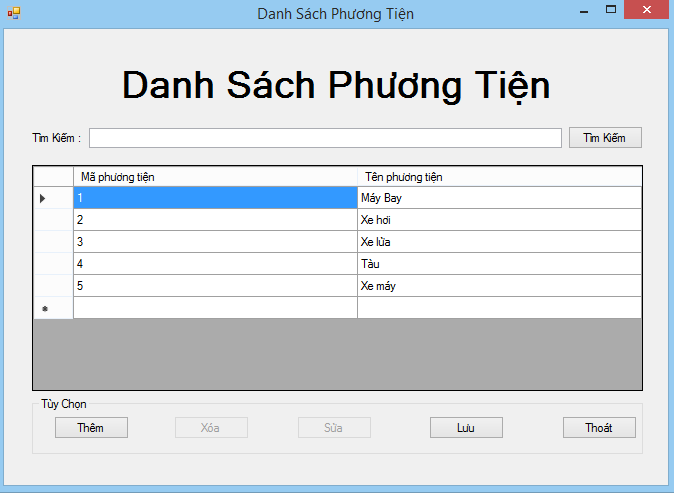 Danh Sách Phương Tiện
Danh Sách Phương Tiện
Tìm Kiếm : Tìm Kiếm
Mã phương tiện Tên phương tiện
1 Máy Bay
2 Xe hơi
3 Xe lửa
4 Tàu
5 Xe máy
Tùy Chọn
Thêm Xóa Sửa Lưu Thoát